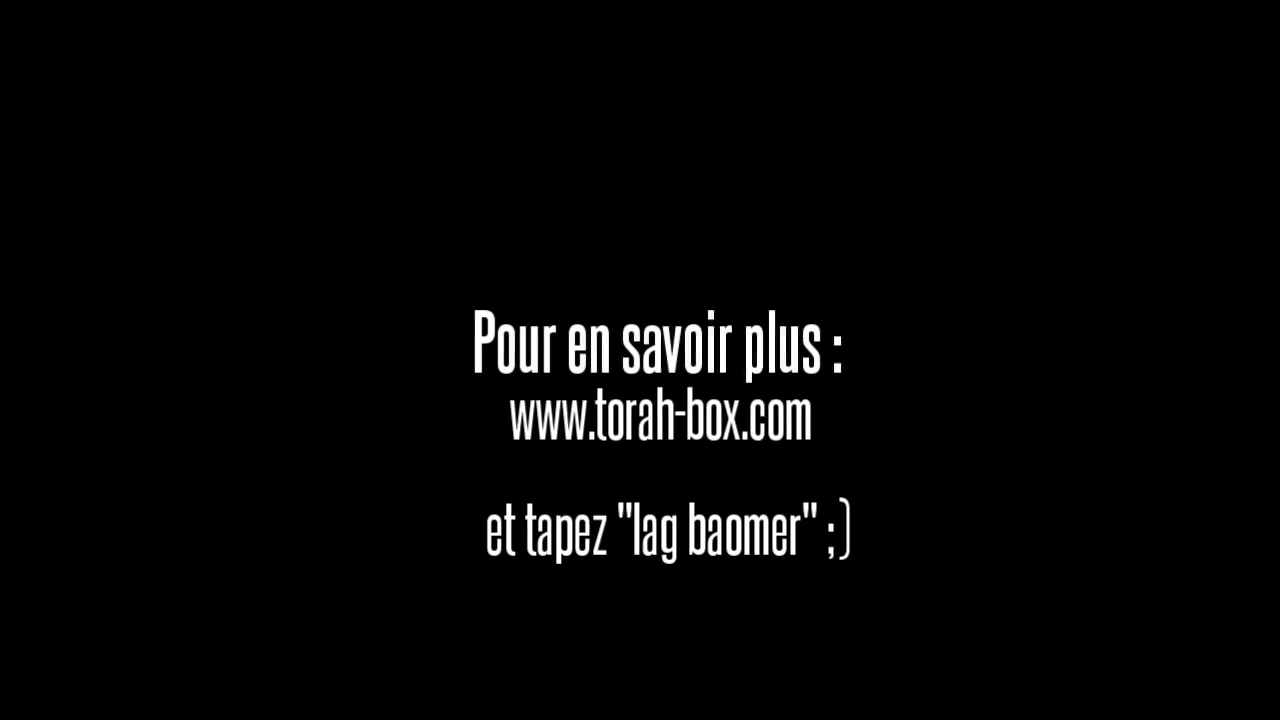 Pour en savoir plus :
www.torah-box.com
et tapez "lag baomer" ;)